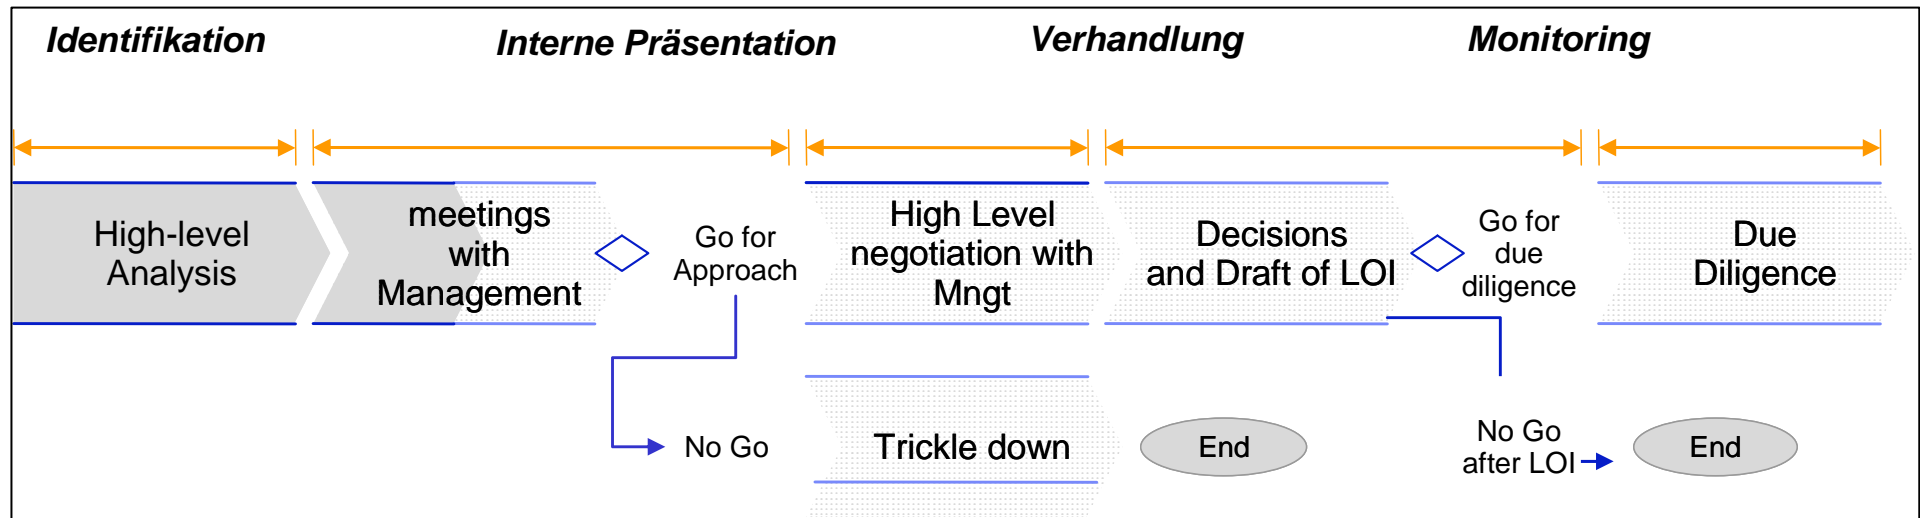 Identifikation
Interne Präsentation
Verhandlung
Monitoring
High-level
Analysis
meetings
with
Management
Go for
Approach
High Level
negotiation with
Mngt
Decisions
and Draft of LOI
Go for
due
diligence
Due
Diligence
No Go
Trickle down
End
No Go
after LOI
End